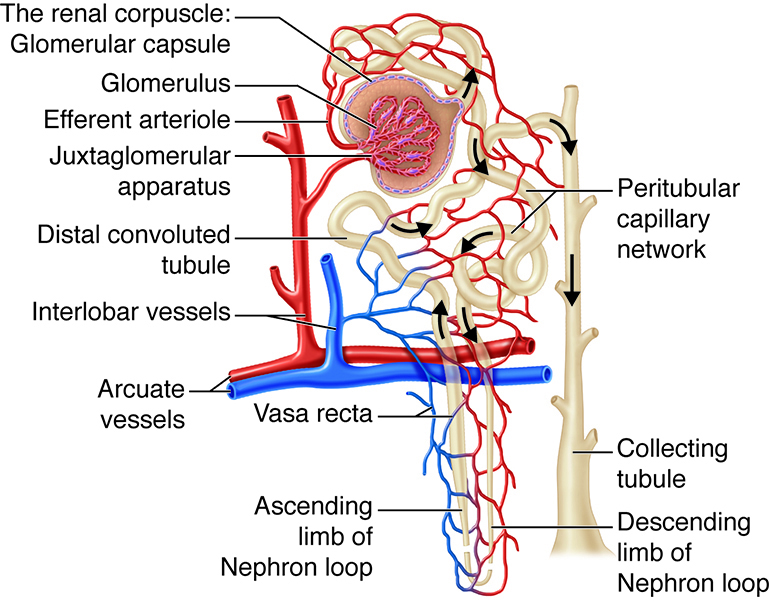 The renal corpuscle:
Glomerular capsule
Glomerulus
Efferent arteriole
Juxtaglomerular
apparatus
Distal convoluted
tubule
Interlobar vessels
Arcuate
vessels
Vasa recta
Ascending
limb of
Nephron loop
Peritubular
capillary
network
Collecting
tubule
Descending
limb of
Nephron loop